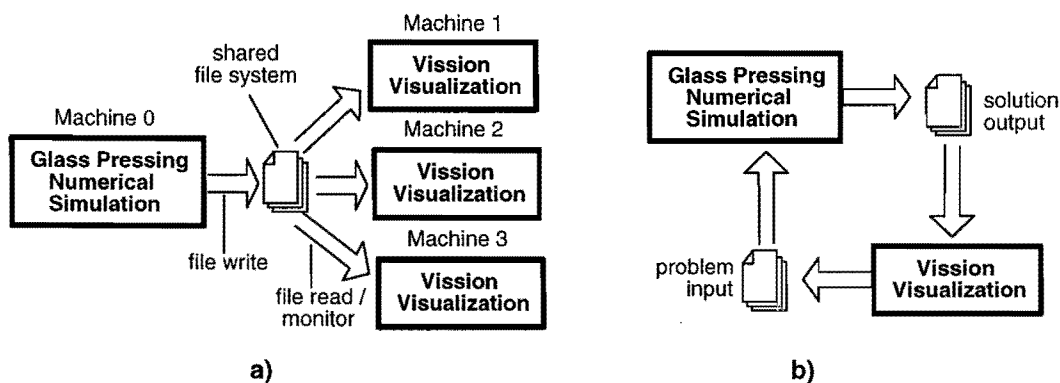 Machine 0
Glass Pressing
Numerical
Simulation
file write
shared
file system
file read /
monitor
Machine 1
Vission
Visualization
Machine 2
Vission
Visualization
Machine 3
Vission
Visualization
a)
Glass Pressing
Numerical
Simulation
solution
output
Vission
Visualization
problem
input
b)